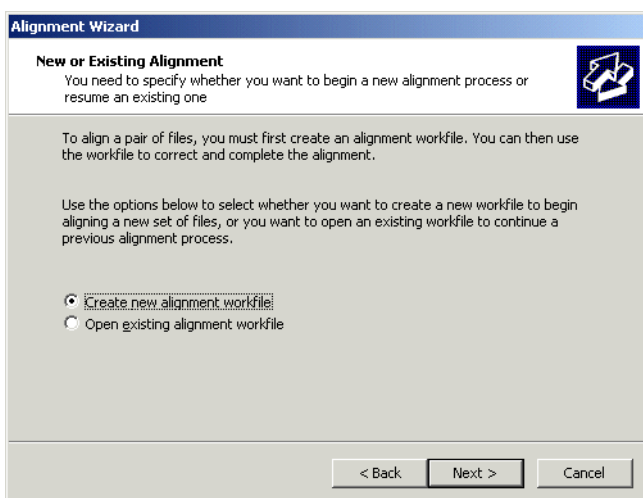 Alignment Wizard
New or Existing Alignment
You need to specify whether you want to begin a new alignment process or
resume an existing one
To align a pair of files, you must first create an alignment workfile. You can then use
the workfile to correct and complete the alignment.
Use the options below to select whether you want to create a new workfile to begin
aligning a new set of files, or you want to open an existing workfile to continue a
previous alignment process.
Create new alignment workfile
Open existing alignment workfile
< Back
Next >
Cancel